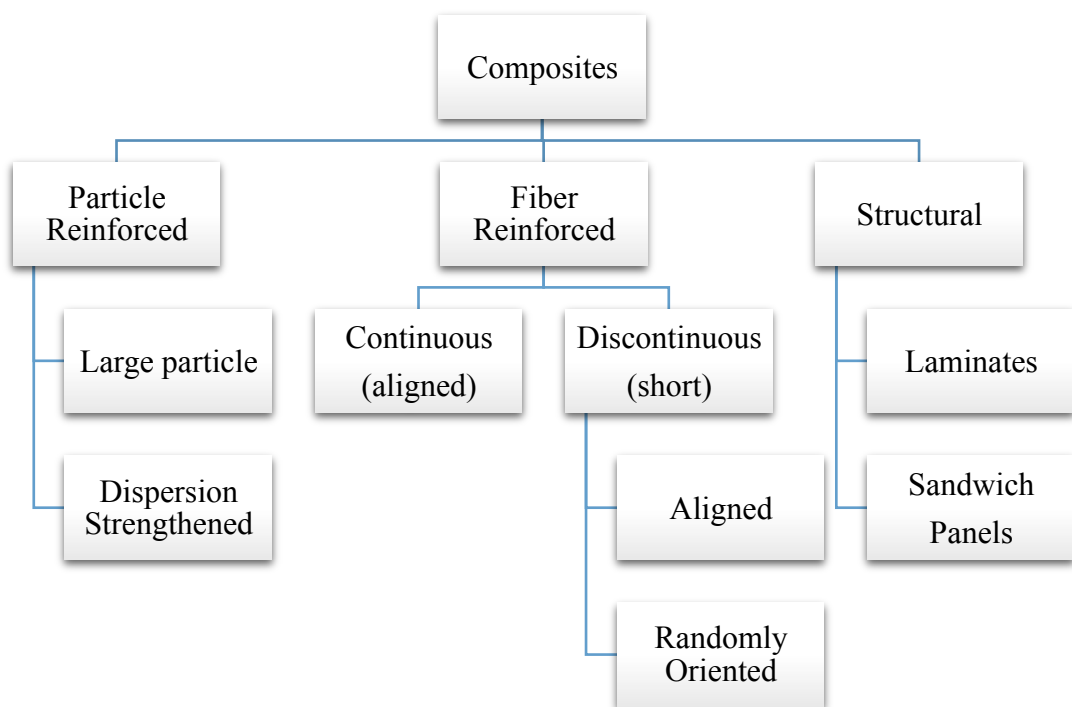 Composites
Particle
Reinforced
Fiber
Reinforced
Structural
Large particle
Dispersion
Strengthened
Continuous
(aligned)
Discontinuous
(short)
Aligned
Randomly
Oriented
Laminates
Sandwich
Panels